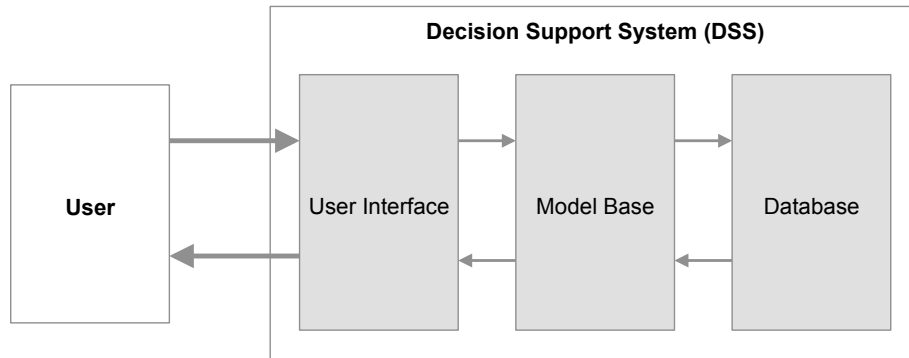 Decision Support System (DSS)
User
User Interface
Model Base
Database